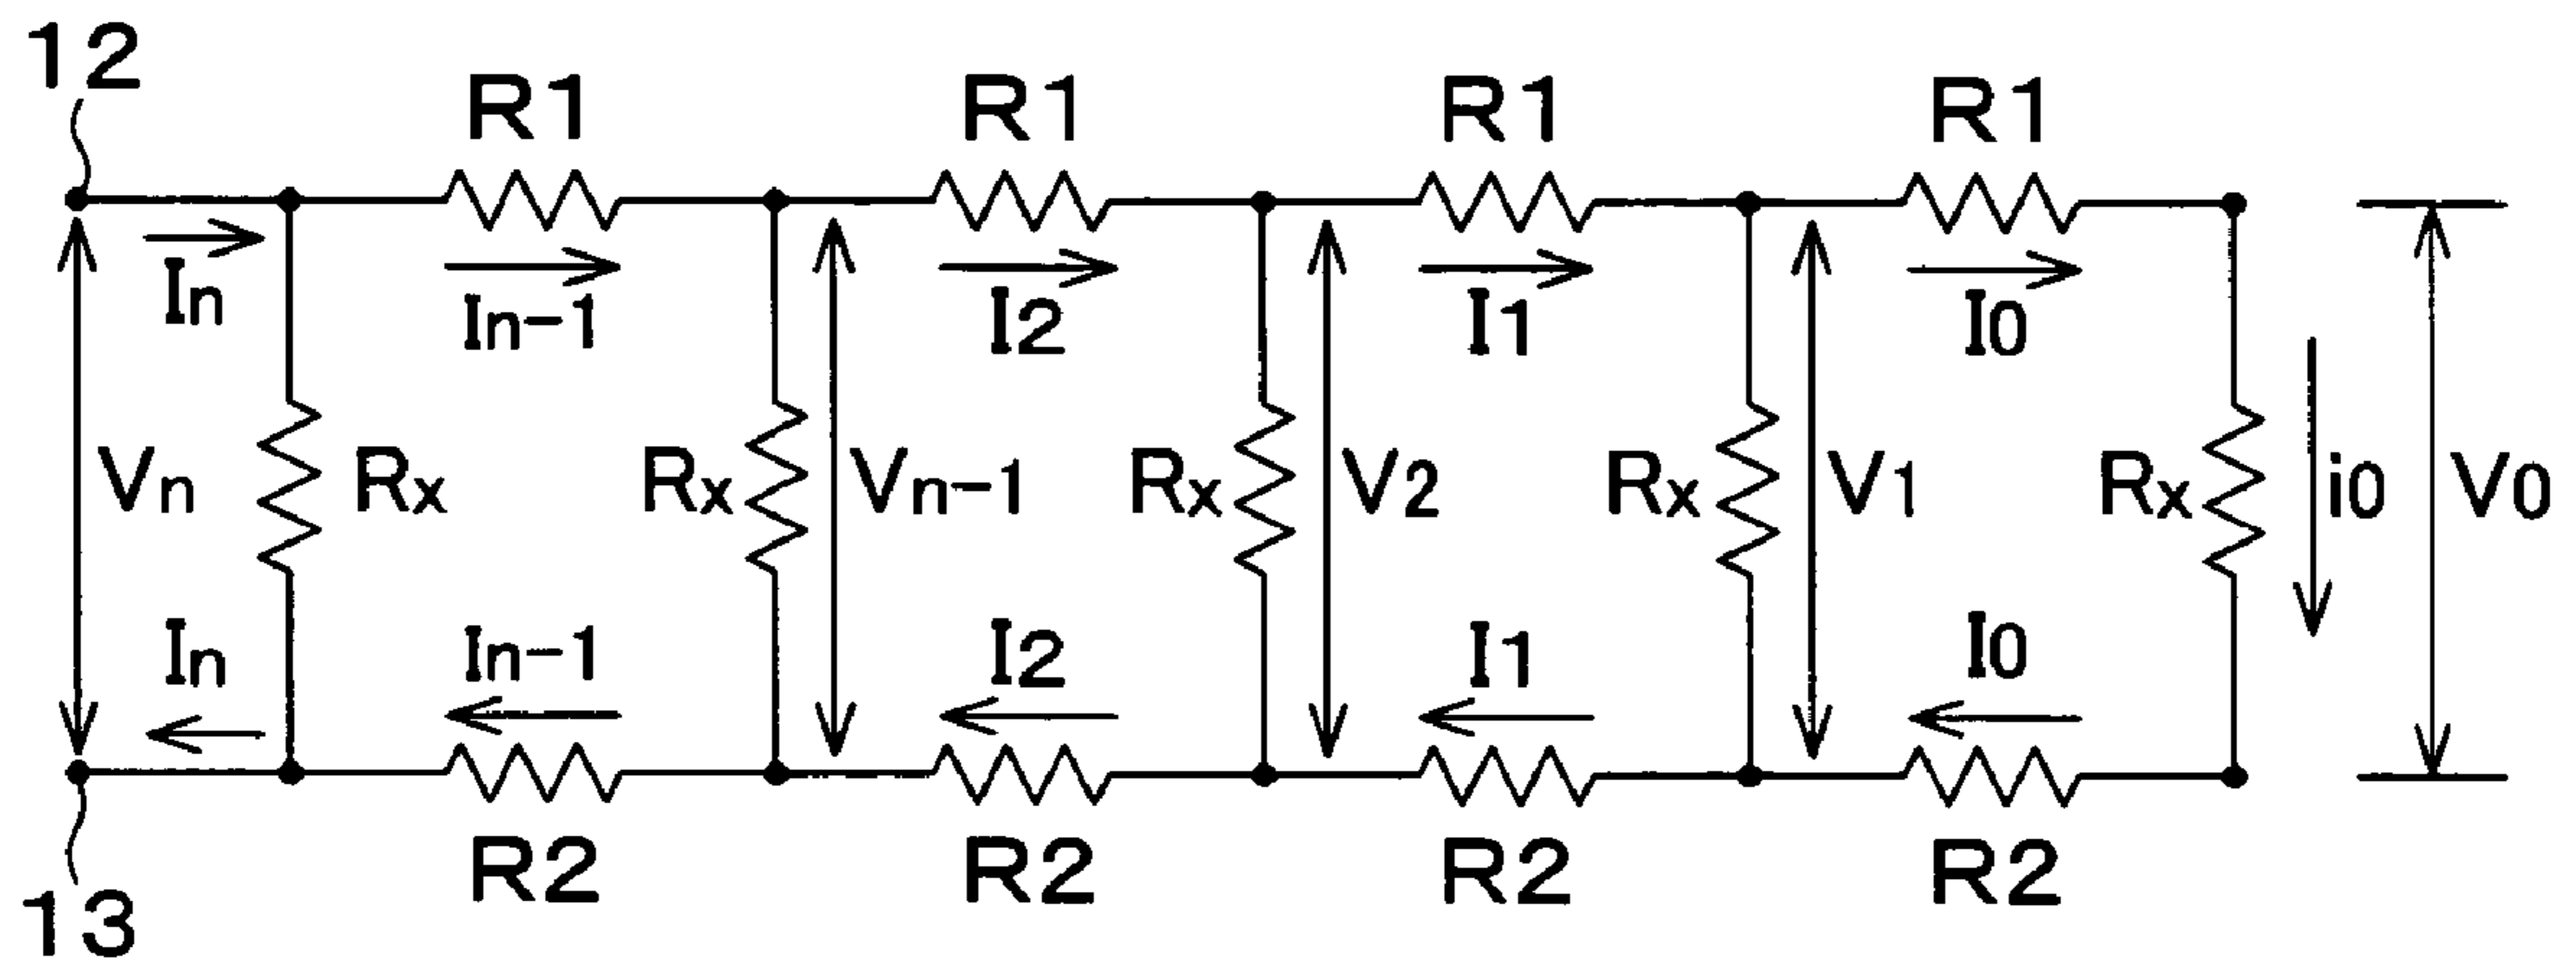 12
R1 R1 R1 R1
In In-1 I2 I1 I0
Vn Rx Rx Vn-1 Rx V2 Rx V1 Rx i0 V0
In In-1 I2 I1 I0
R2 R2 R2 R2
13